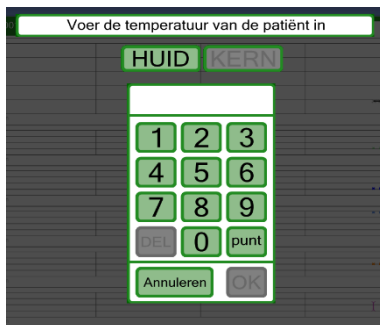 Voer de temperatuur van de patiënt in
HUID KERN
1 2 3
4 5 6
7 8 9
DEL 0 punt
Annuleren OK